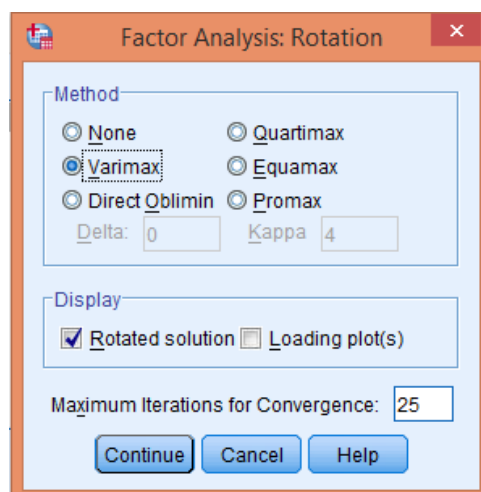 Factor Analysis: Rotation
Method
None Quartimax
Varimax Equamax
Direct Oblimin Promax
Delta: 0 Kappa 4
Display
Rotated solution Loading plot(s)
Maximum Iterations for Convergence: 25
Continue Cancel Help